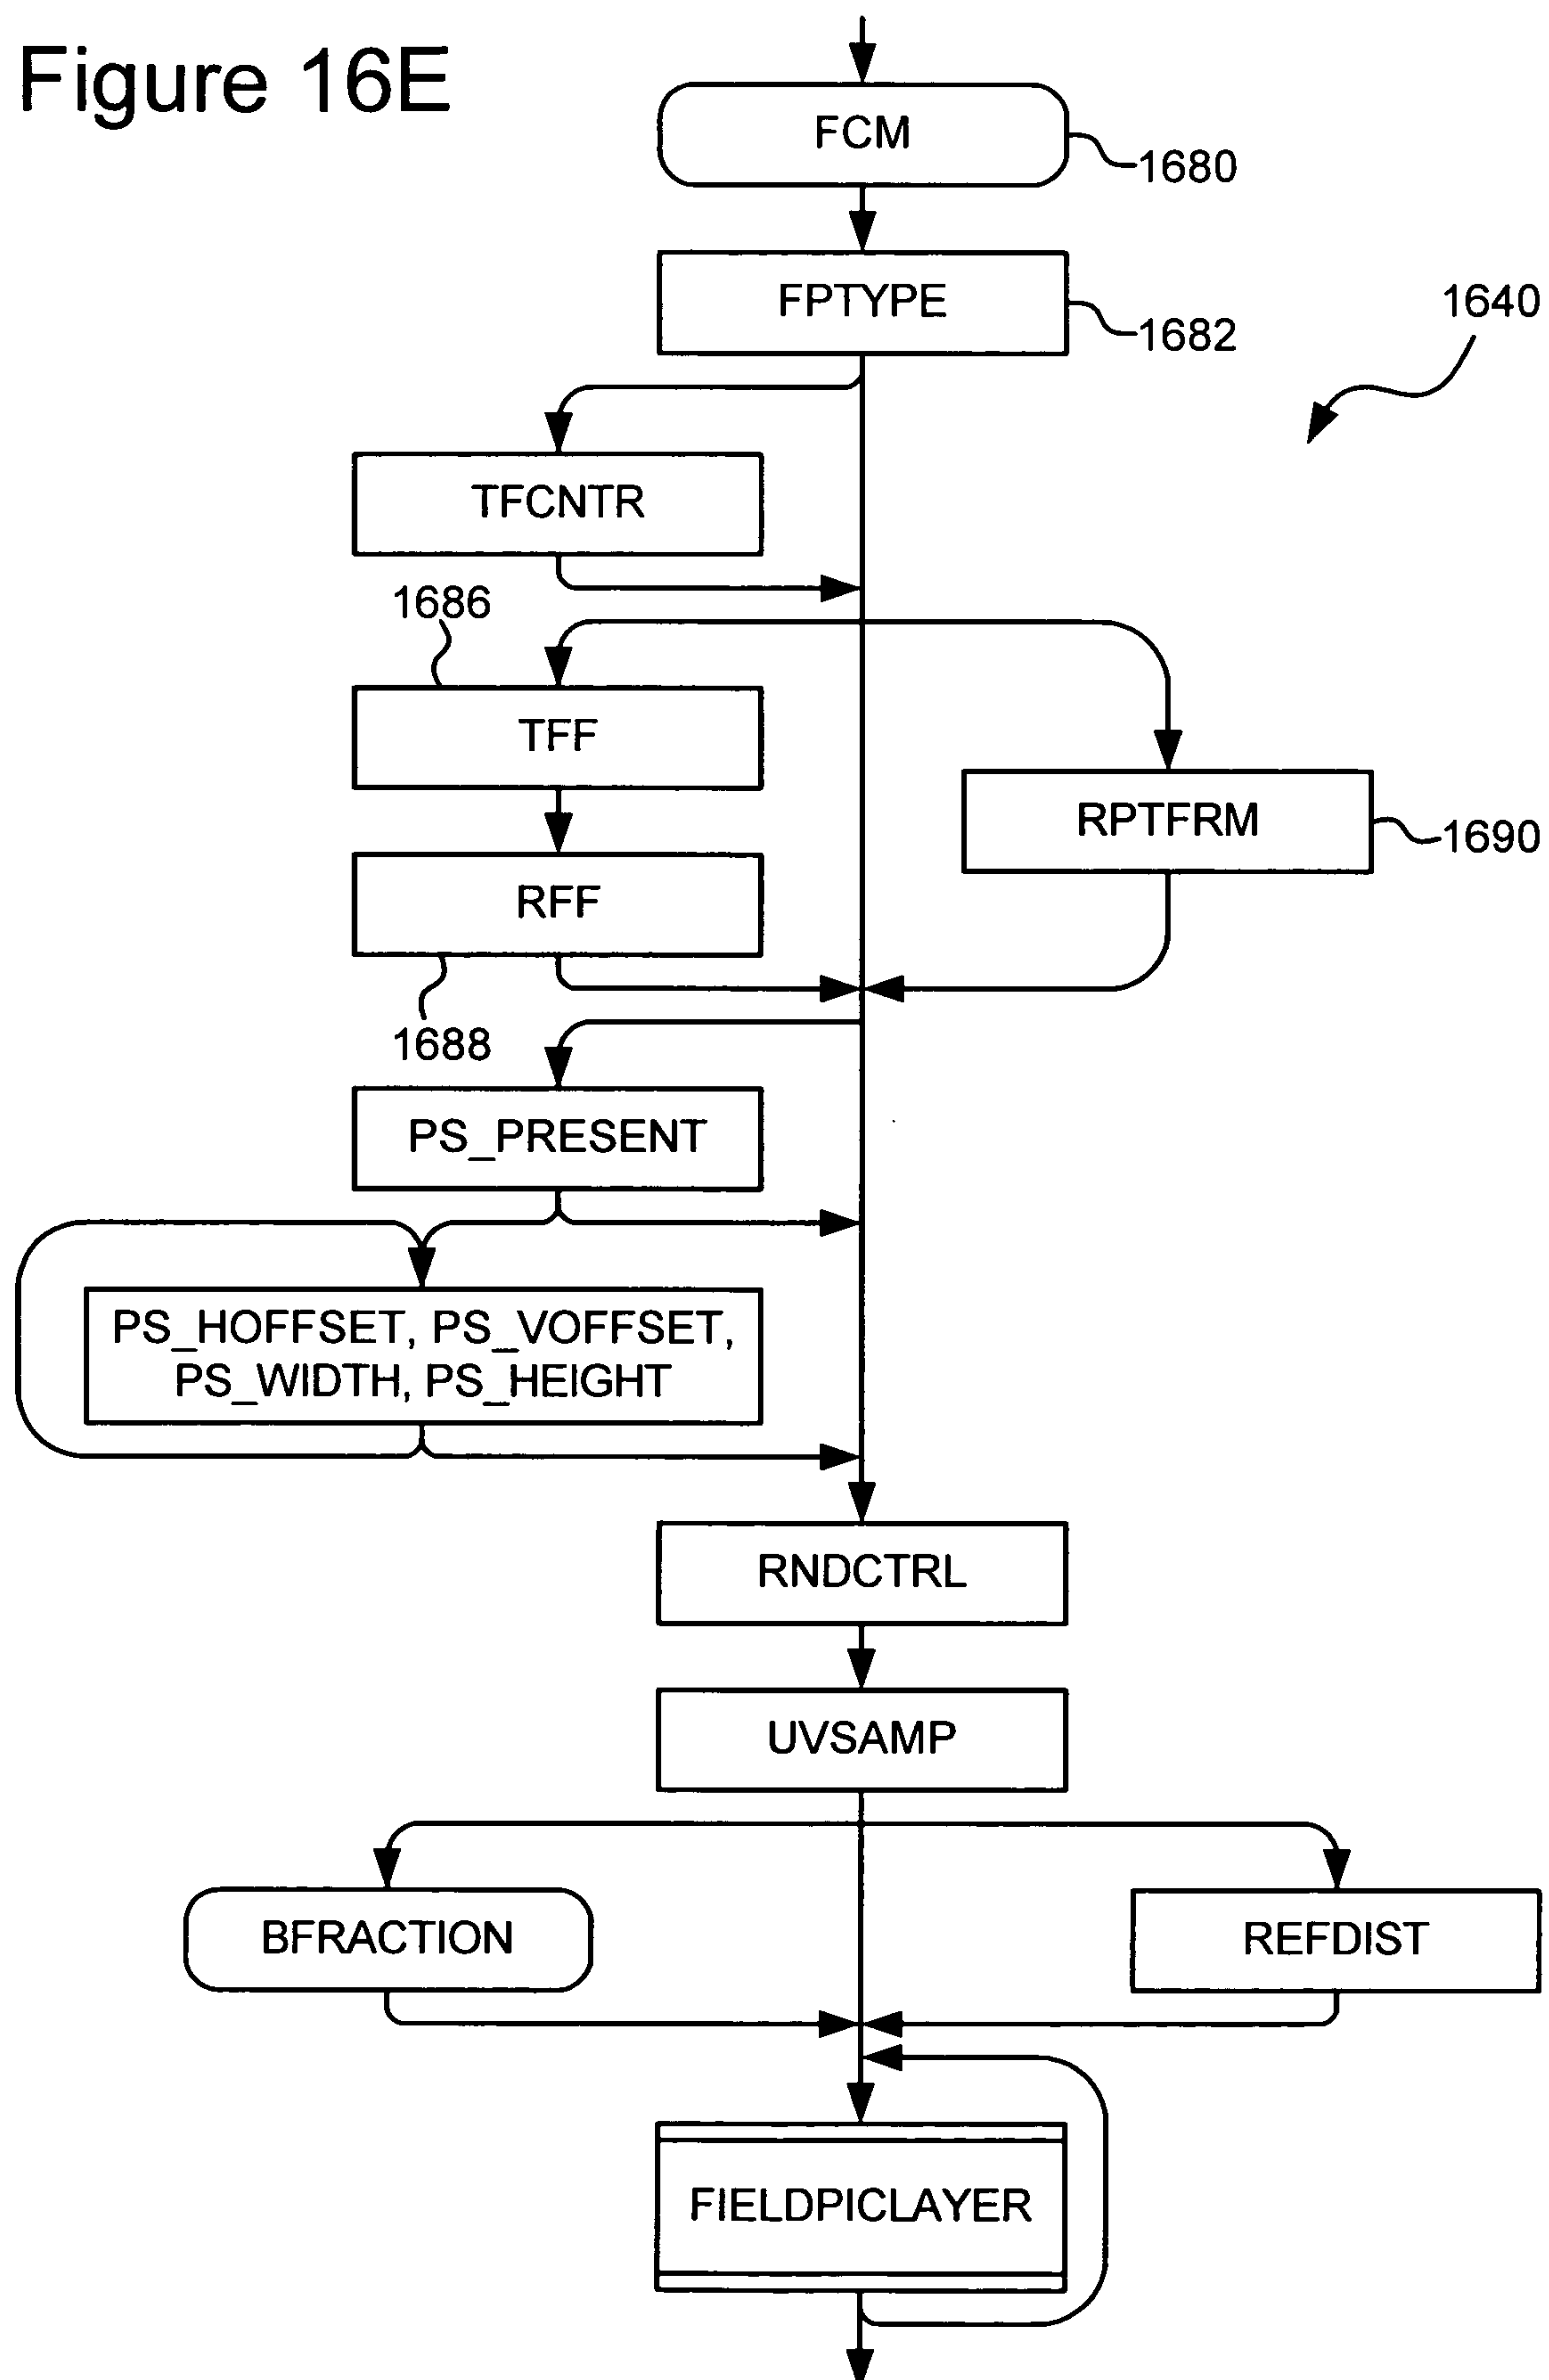 Figure 16E
FCM
1680
FPTYPE
1682
1640
TFCNTR
1686
TFF
RPTFRM
1690
RFF
1688
PS_PRESENT
PS_HOFFSET, PS_VOFFSET,
PS_WIDTH, PS_HEIGHT
RNDCTRL
UVSAMP
BFRACTION
REFDIST
FIELDPICLAYER